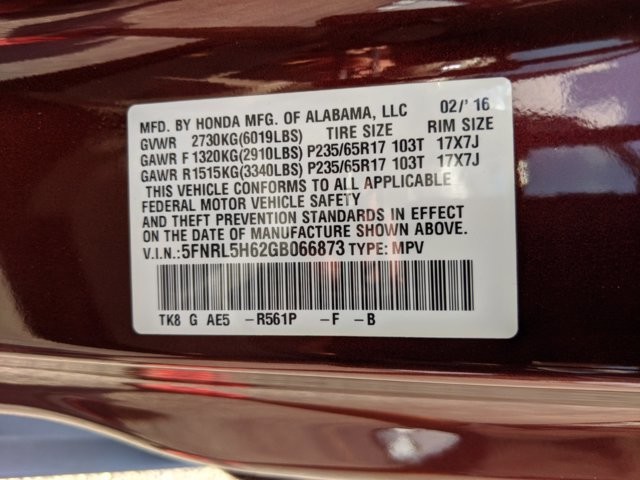 MFD. BY HONDA MFG. OF ALABAMA, LLC 02/' 16
GVWR 2730KG(6019LBS) TIRE SIZE RIM SIZE
GAWR F 1320KG(2910LBS) P235/65R17 103T 17X7J
GAWR R1515KG(3340LBS) P235/65R17 103T 17X7J
THIS VEHICLE CONFORMS TO ALL APPLICABLE
FEDERAL MOTOR VEHICLE SAFETY
AND THEFT PREVENTION STANDARDS IN EFFECT
ON THE DATE OF MANUFACTURE SHOWN ABOVE.
V.I.N.:5FNRL5H62GB066873 TYPE: MPV
TK8 G AE5 -R561P -F -B